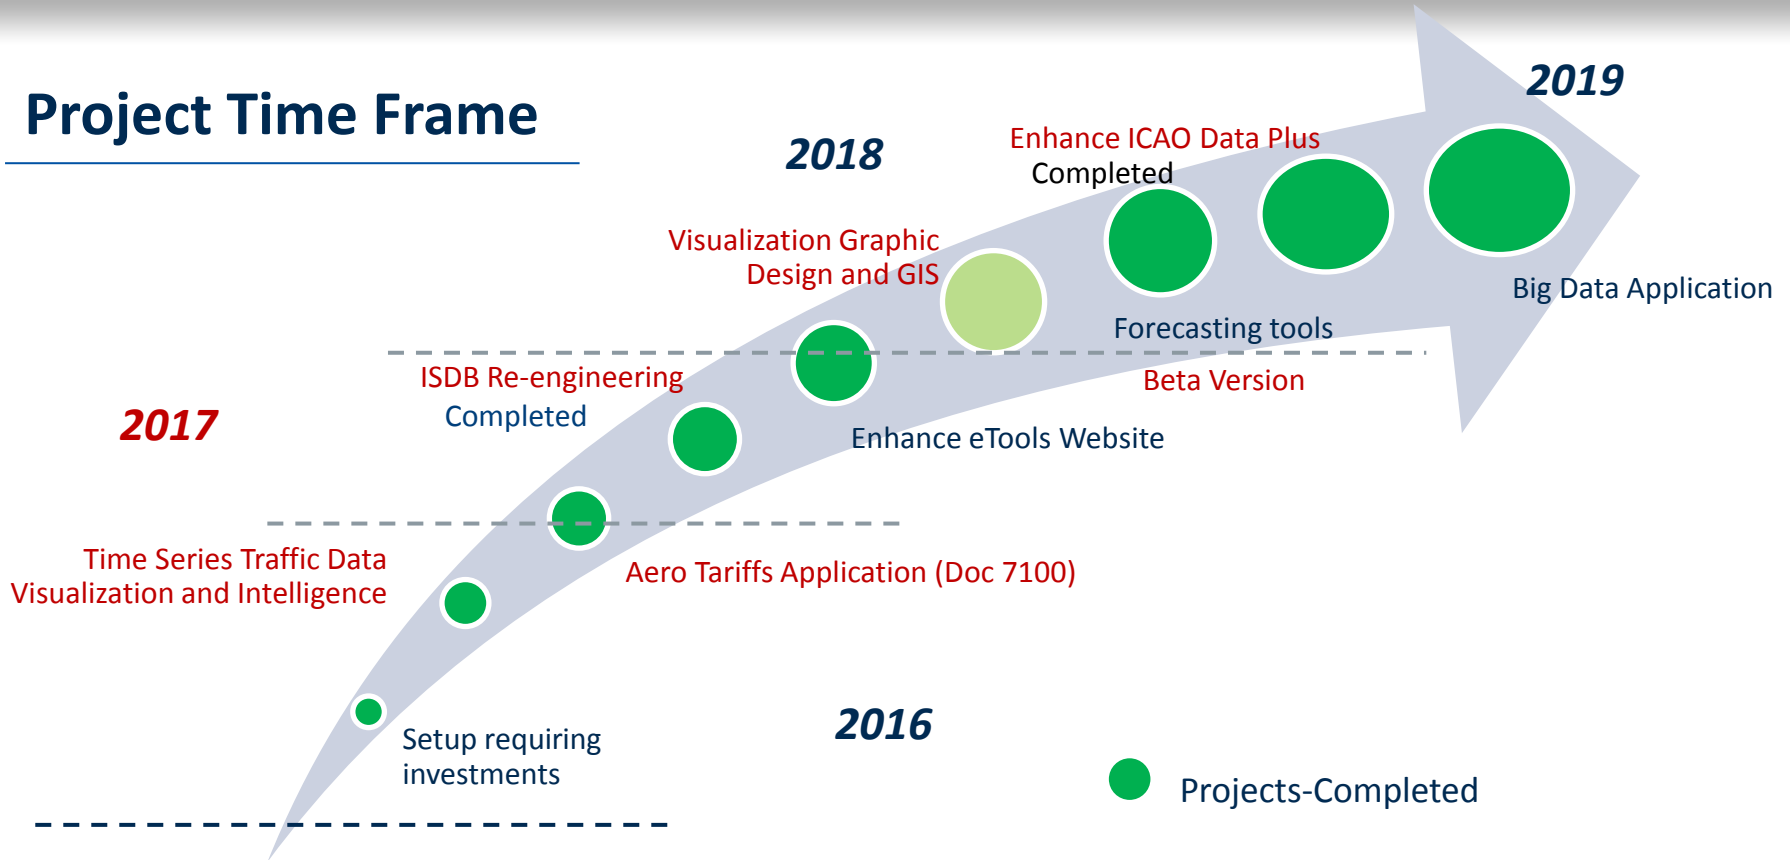 2019
Project Time Frame
2018
Enhance ICAO Data Plus
Completed
Visualization Graphic
Design and GIS
Big Data Application
Forecasting tools
ISDB Re-engineering
Completed
Beta Version
2017
Enhance eTools Website
Time Series Traffic Data
Visualization and Intelligence
Aero Tariffs Application (Doc 7100)
2016
Setup requiring
investments
Projects-Completed